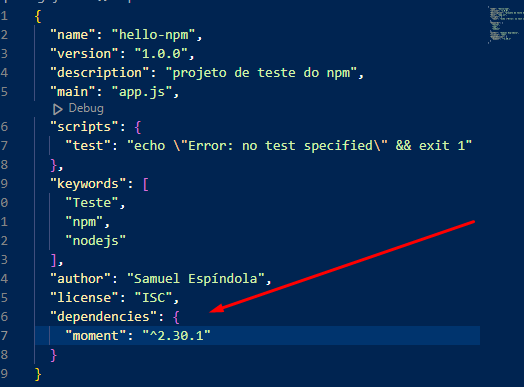 1 {
2 "name": "hello-npm",
3 "version": "1.0.0",
4 "description": "projeto de teste do npm",
5 "main": "app.js",
Debug
6 "scripts": {
7 "test": "echo \"Error: no test specified\" && exit 1"
8 },
9 "keywords": [
0 "Teste",
1 "npm",
2 "nodejs"
3 ],
4 "author": "Samuel Espíndola",
5 "license": "ISC",
6 "dependencies": {
7 "moment": "^2.30.1"
8 }
9 }